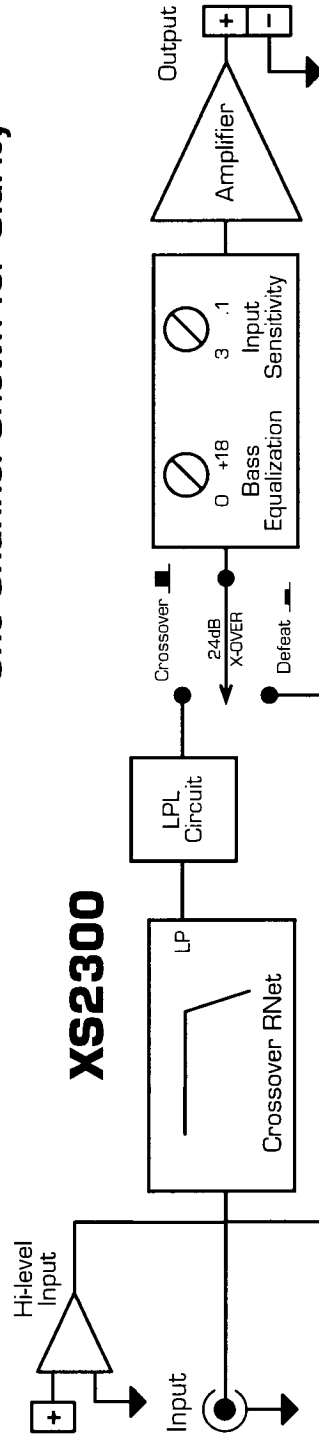 One Channel Shown for Clarity
XS2300
Hi-level
Input
+
Input
LP
Crossover RNet
LPL
Circuit
Crossover
24dB
X-OVER
Defeat
0 +18
Bass
Equalization
3 .1
Input
Sensitivity
Amplifier
Output
+ −